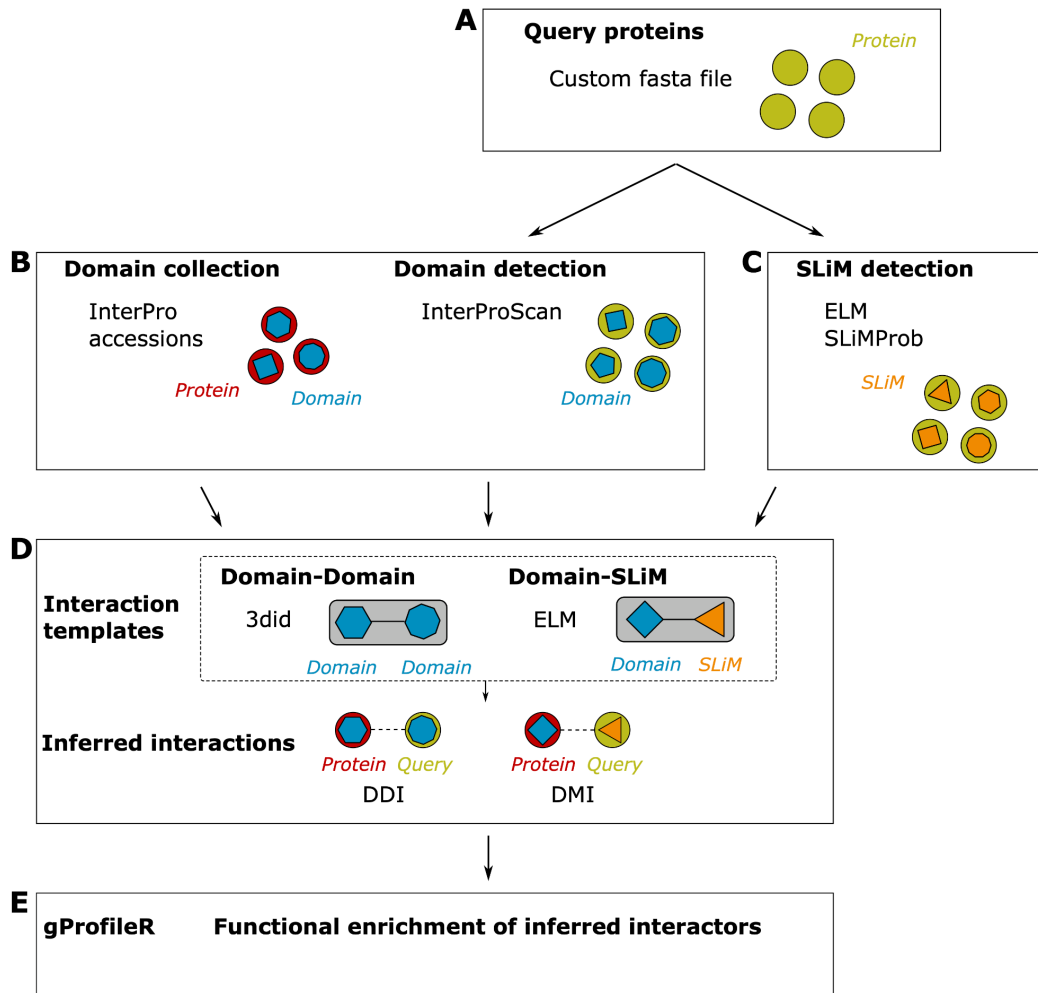 A
Query proteins
Protein
Custom fasta file
B
Domain collection
Domain detection
InterPro
accessions
InterProScan
Protein
Domain
Domain
C
SLiM detection
ELM
SLiMProb
SLiM
D
Interaction
templates
Domain-Domain
Domain-SLiM
3did
ELM
Domain
Domain
Domain
SLiM
Inferred interactions
Protein
Query
Protein
Query
DDI
DMI
E
gProfileR
Functional enrichment of inferred interactors